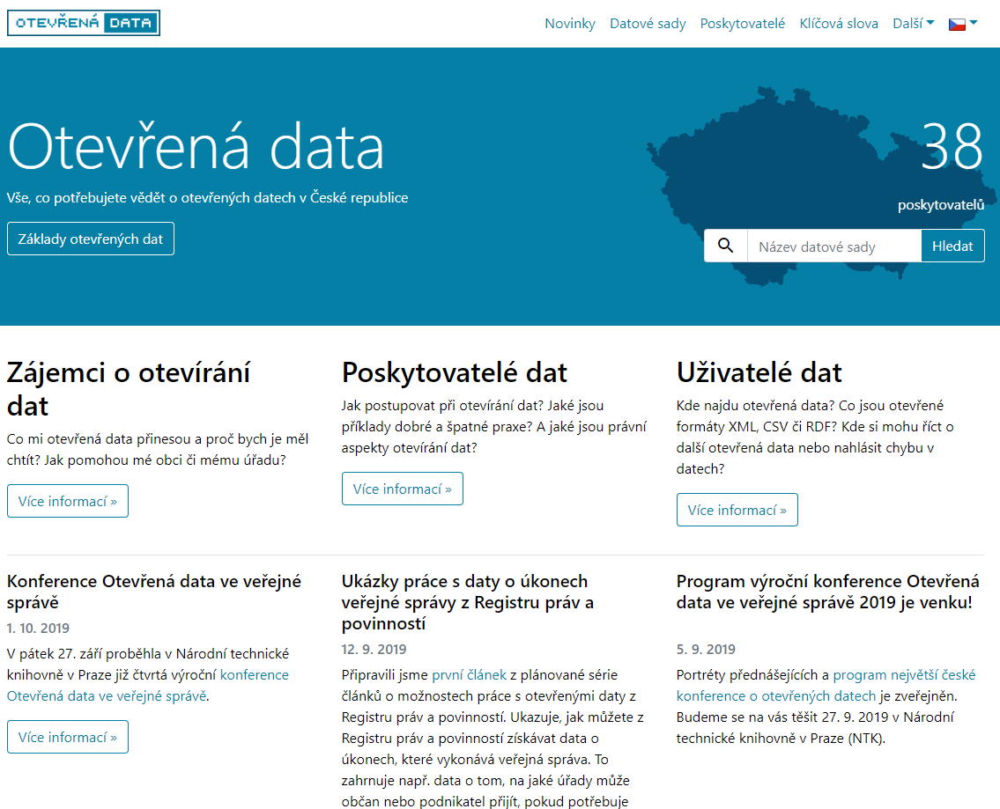 OTEVŘENÁ DATA
Novinky Datové sady Poskytovatelé Klíčová slova Další
Otevřená data
Vše, co potřebujete vědět o otevřených datech v České republice
Základy otevřených dat
38
poskytovatelů
Název datové sady Hledat
Zájemci o otevírání
dat
Co mi otevřená data přinesou a proč bych je měl
chtít? Jak pomohou mé obci či mému úřadu?
Více informací »
Poskytovatelé dat
Jak postupovat při otevírání dat? Jaké jsou
příklady dobré a špatné praxe? A jaké jsou právní
aspekty otevírání dat?
Více informací »
Uživatelé dat
Kde najdu otevřená data? Co jsou otevřené
formáty XML, CSV či RDF? Kde si mohu říct o
další otevřená data nebo nahlásit chybu v
datech?
Více informací »
Konference Otevřená data ve veřejné
správě
1. 10. 2019
V pátek 27. září proběhla v Národní technické
knihovně v Praze již čtvrtá výroční konference
Otevřená data ve veřejné správě.
Více informací »
Ukázky práce s daty o úkonech
veřejné správy z Registru práv a
povinností
12. 9. 2019
Připravili jsme první článek z plánované série
článků o možnostech práce s otevřenými daty z
Registru práv a povinností. Ukazuje, jak můžete z
Registru práv a povinností získávat data o
úkonech, které vykonává veřejná správa. To
zahrnuje např. data o tom, na jaké úřady může
občan nebo podnikatel přijít, pokud potřebuje
Program výroční konference Otevřená
data ve veřejné správě 2019 je venku!
5. 9. 2019
Portréty přednášejících a program největší české
konference o otevřených datech je zveřejněn.
Budeme se na vás těšit 27. 9. 2019 v Národní
technické knihovně v Praze (NTK).